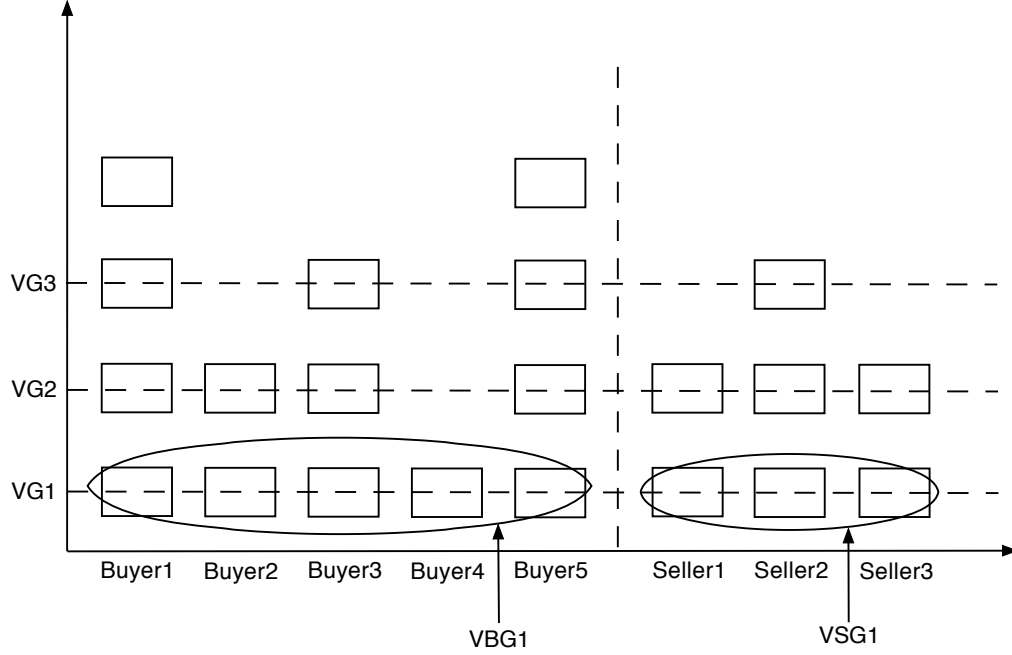 VG3
VG2
VG1
Buyer1 Buyer2 Buyer3 Buyer4 Buyer5 Seller1 Seller2 Seller3
VBG1 VSG1